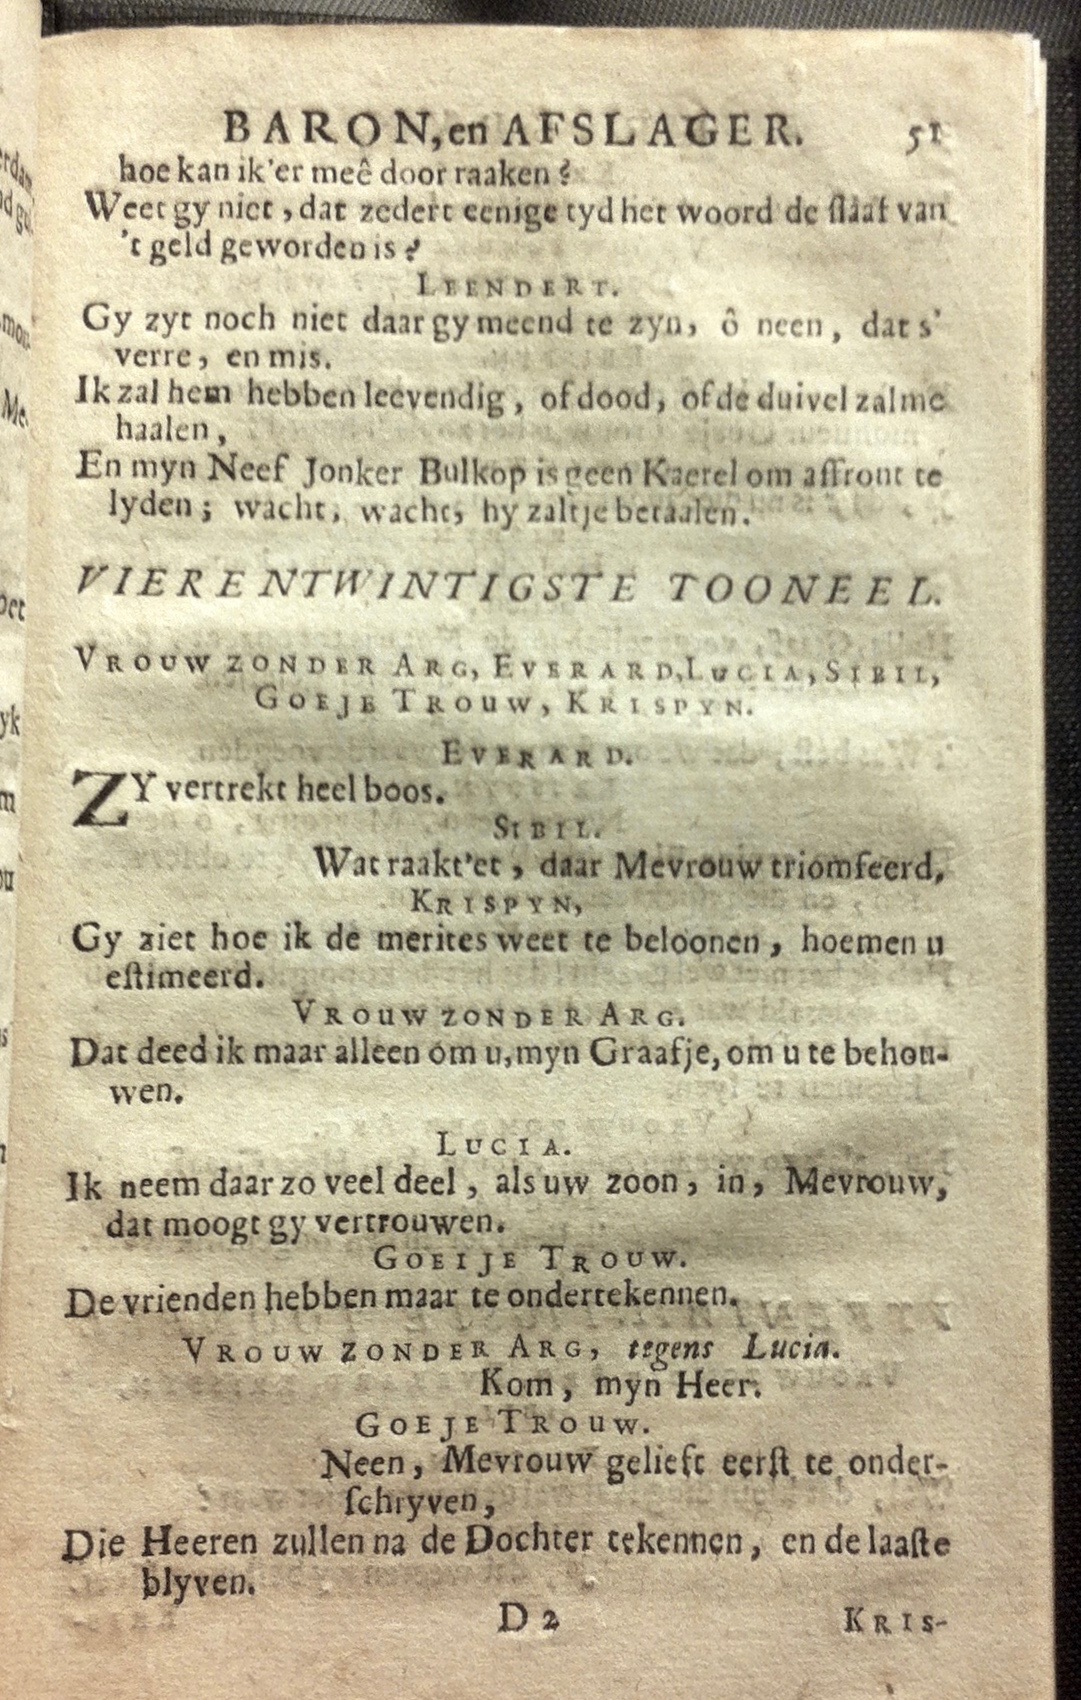 BARON, en AFSLAGER. 51
hoe kan ik'er meê door raaken?
Weet gy niet, dat zedert eenige tyd het woord de slaaf van
't geld geworden is?
LEENDERT.
Gy zyt noch niet daar gy meend te zyn, ô neen, dat s'
verre, en mis.
Ik zal hem hebben leevendig, of dood, of de duivel zal me
haalen,
En myn Neef Jonker Bulkop is geen Kaerel om affront te
lyden; wacht, wacht, hy zal tje betaalen.
VIERENTWINTIGSTE TOONEEL.
VROUW ZONDER ARG, EVERARD, LUCIA, SIBIL,
GOEJE TROUW, KRISPYN.
EVERARD.
ZY vertrekt heel boos.
SIBIL.
Wat raakt'et, daar Mevrouw triomfeerd,
KRISPYN,
Gy ziet hoe ik de merites weet te beloonen, hoemen u
eſtimeerd.
VROUW ZONDER ARG.
Dat deed ik maar alleen om u, myn Graafje, om u te behou-
wen.
LUCIA.
Ik neem daar zo veel deel, als uw zoon, in, Mevrouw,
dat moogt gy vertrouwen.
GOEIJE TROUW.
De vrienden hebben maar te ondertekennen.
VROUW ZONDER ARG, tegens Lucia.
Kom, myn Heer.
GOEJE TROUW.
Neen, Mevrouw gelieft eerſt te onder-
ſchryven,
Die Heeren zullen na de Dochter tekennen, en de laaſte
blyven.
D 2 KRIS-